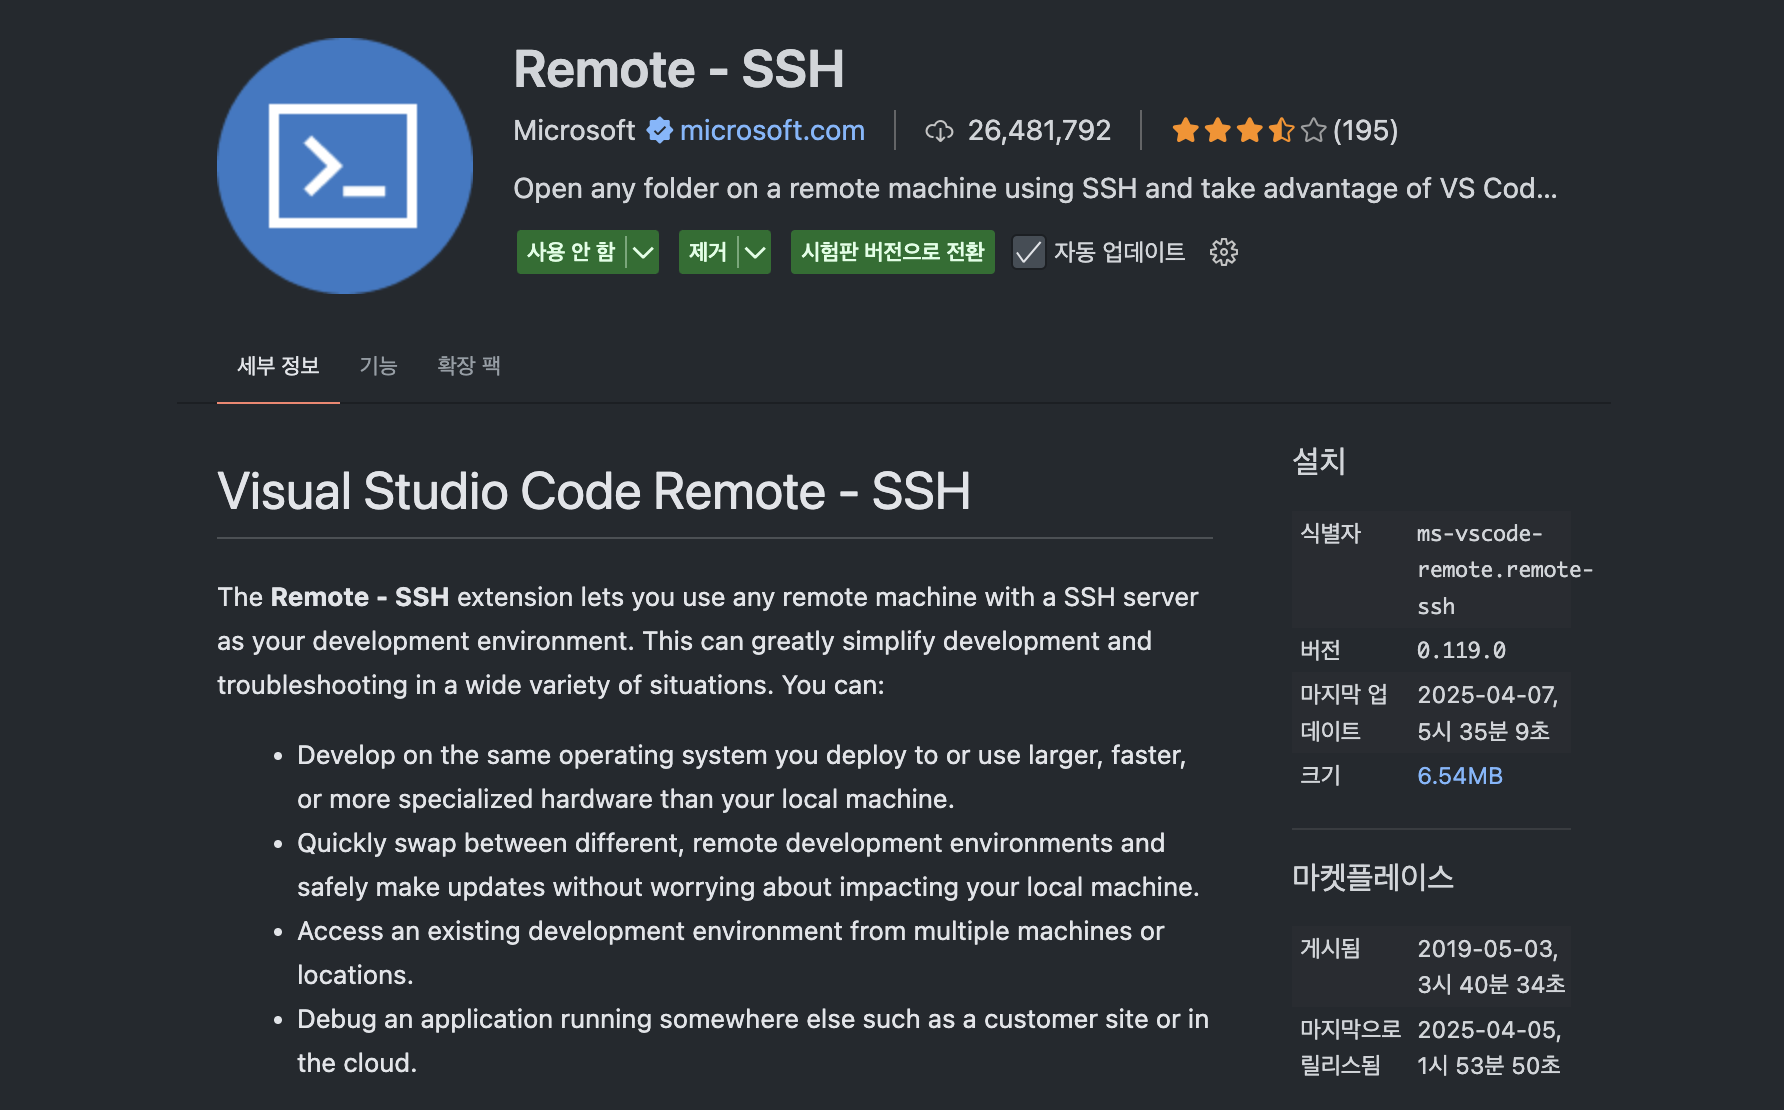 Remote - SSH
Microsoft microsoft.com 26,481,792 (195)
Open any folder on a remote machine using SSH and take advantage of VS Cod...
사용 안 함 제거 시험판 버전으로 전환 자동 업데이트
세부 정보 기능 확장 팩
Visual Studio Code Remote - SSH
The Remote - SSH extension lets you use any remote machine with a SSH server
as your development environment. This can greatly simplify development and
troubleshooting in a wide variety of situations. You can:
• Develop on the same operating system you deploy to or use larger, faster,
or more specialized hardware than your local machine.
• Quickly swap between different, remote development environments and
safely make updates without worrying about impacting your local machine.
• Access an existing development environment from multiple machines or
locations.
• Debug an application running somewhere else such as a customer site or in
the cloud.
설치
식별자 ms-vscode-
remote.remote-
ssh
버전 0.119.0
마지막 업 2025-04-07,
데이트 5시 35분 9초
크기 6.54MB
마켓플레이스
게시됨 2019-05-03,
3시 40분 34초
마지막으로 2025-04-05,
릴리스됨 1시 53분 50초